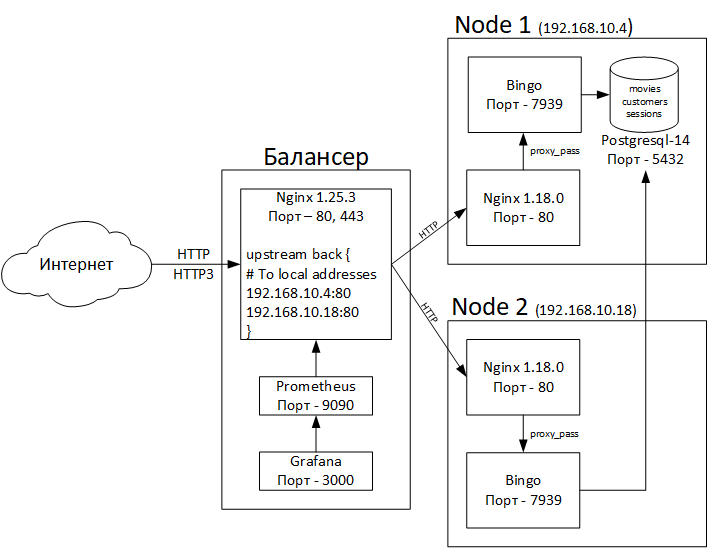 Node 1 (192.168.10.4)
Bingo
Порт - 7939
movies
customers
sessions
Postgresql-14
Порт - 5432
proxy_pass
Nginx 1.18.0
Порт - 80
Балансер
Nginx 1.25.3
Порт – 80, 443
upstream back {
# To local addresses
192.168.10.4:80
192.168.10.18:80
}
Интернет
HTTP
HTTP3
HTTP
HTTP
Prometheus
Порт - 9090
Grafana
Порт - 3000
Node 2 (192.168.10.18)
Nginx 1.18.0
Порт - 80
proxy_pass
Bingo
Порт - 7939